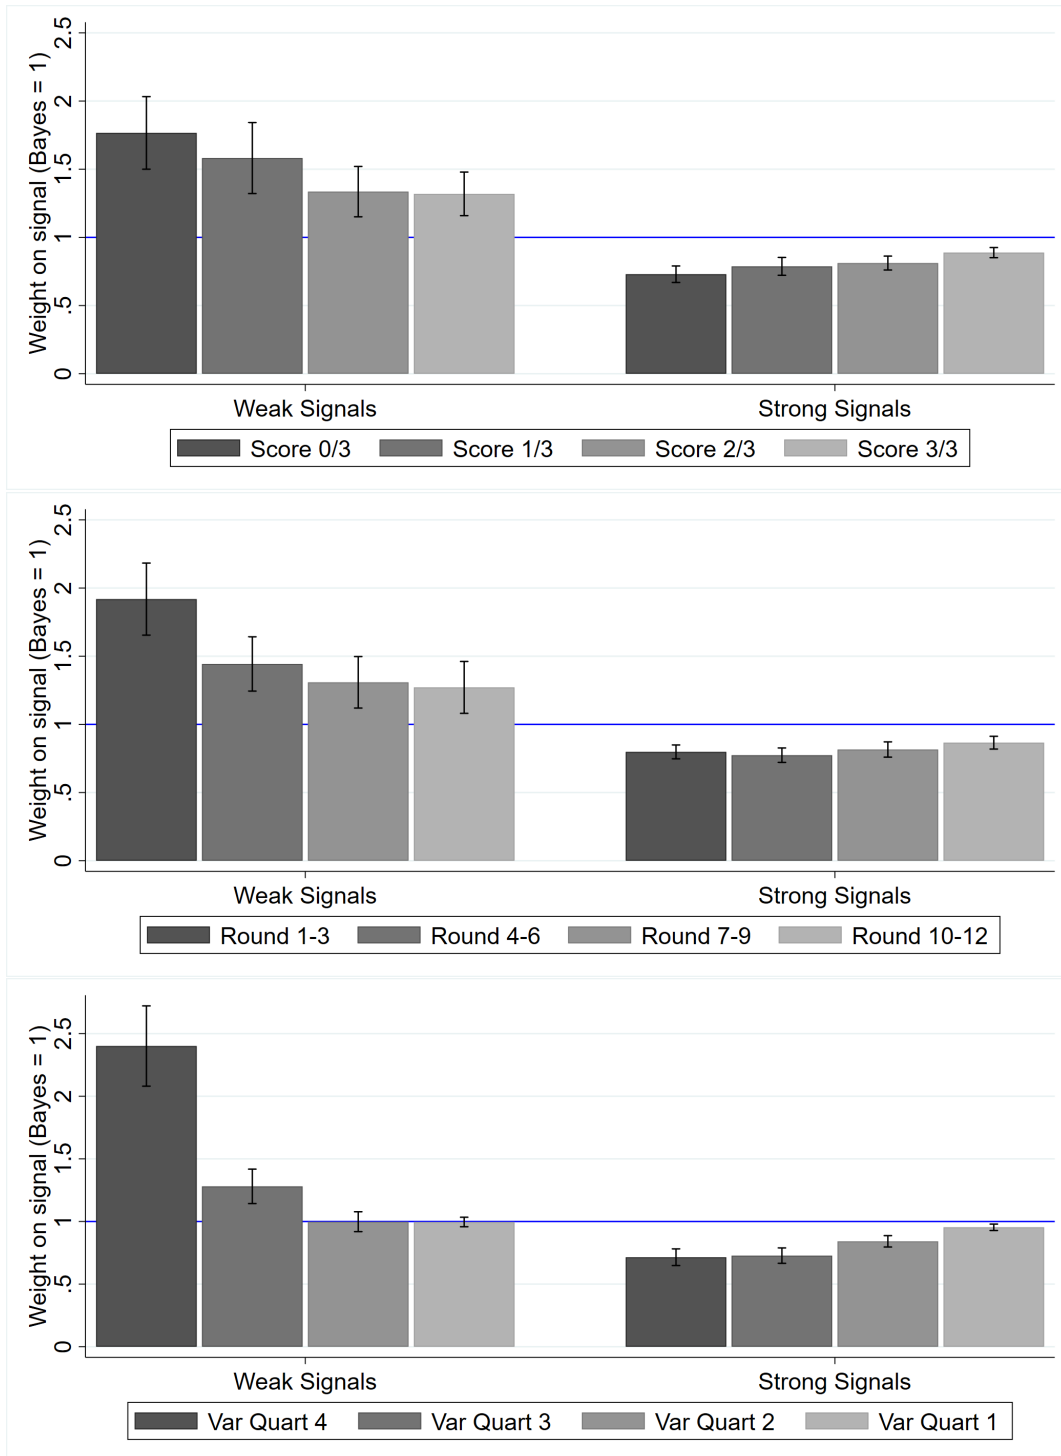 Weight on signal (Bayes = 1)
2.5
2
1.5
1
.5
0
Weak Signals Strong Signals
Score 0/3 Score 1/3 Score 2/3 Score 3/3
Weight on signal (Bayes = 1)
2.5
2
1.5
1
.5
0
Weak Signals Strong Signals
Round 1-3 Round 4-6 Round 7-9 Round 10-12
Weight on signal (Bayes = 1)
2.5
2
1.5
1
.5
0
Weak Signals Strong Signals
Var Quart 4 Var Quart 3 Var Quart 2 Var Quart 1